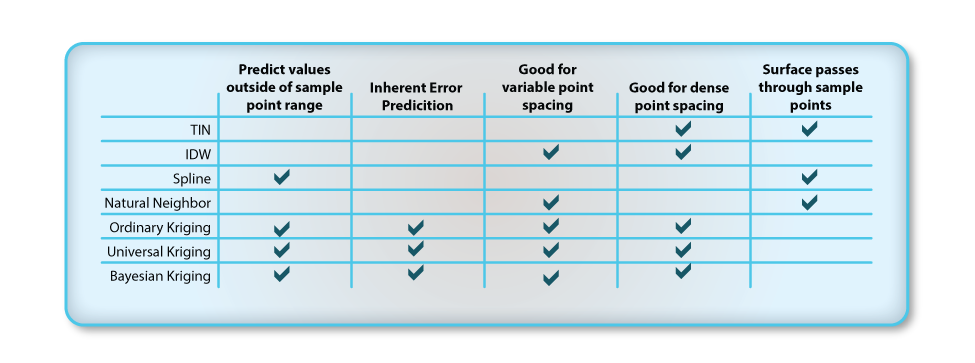 Predict values
outside of sample
point range
Inherent Error
Predicition
Good for
variable point
spacing
Good for dense
point spacing
Surface passes
through sample
points
TIN
IDW
Spline
Natural Neighbor
Ordinary Kriging
Universal Kriging
Bayesian Kriging